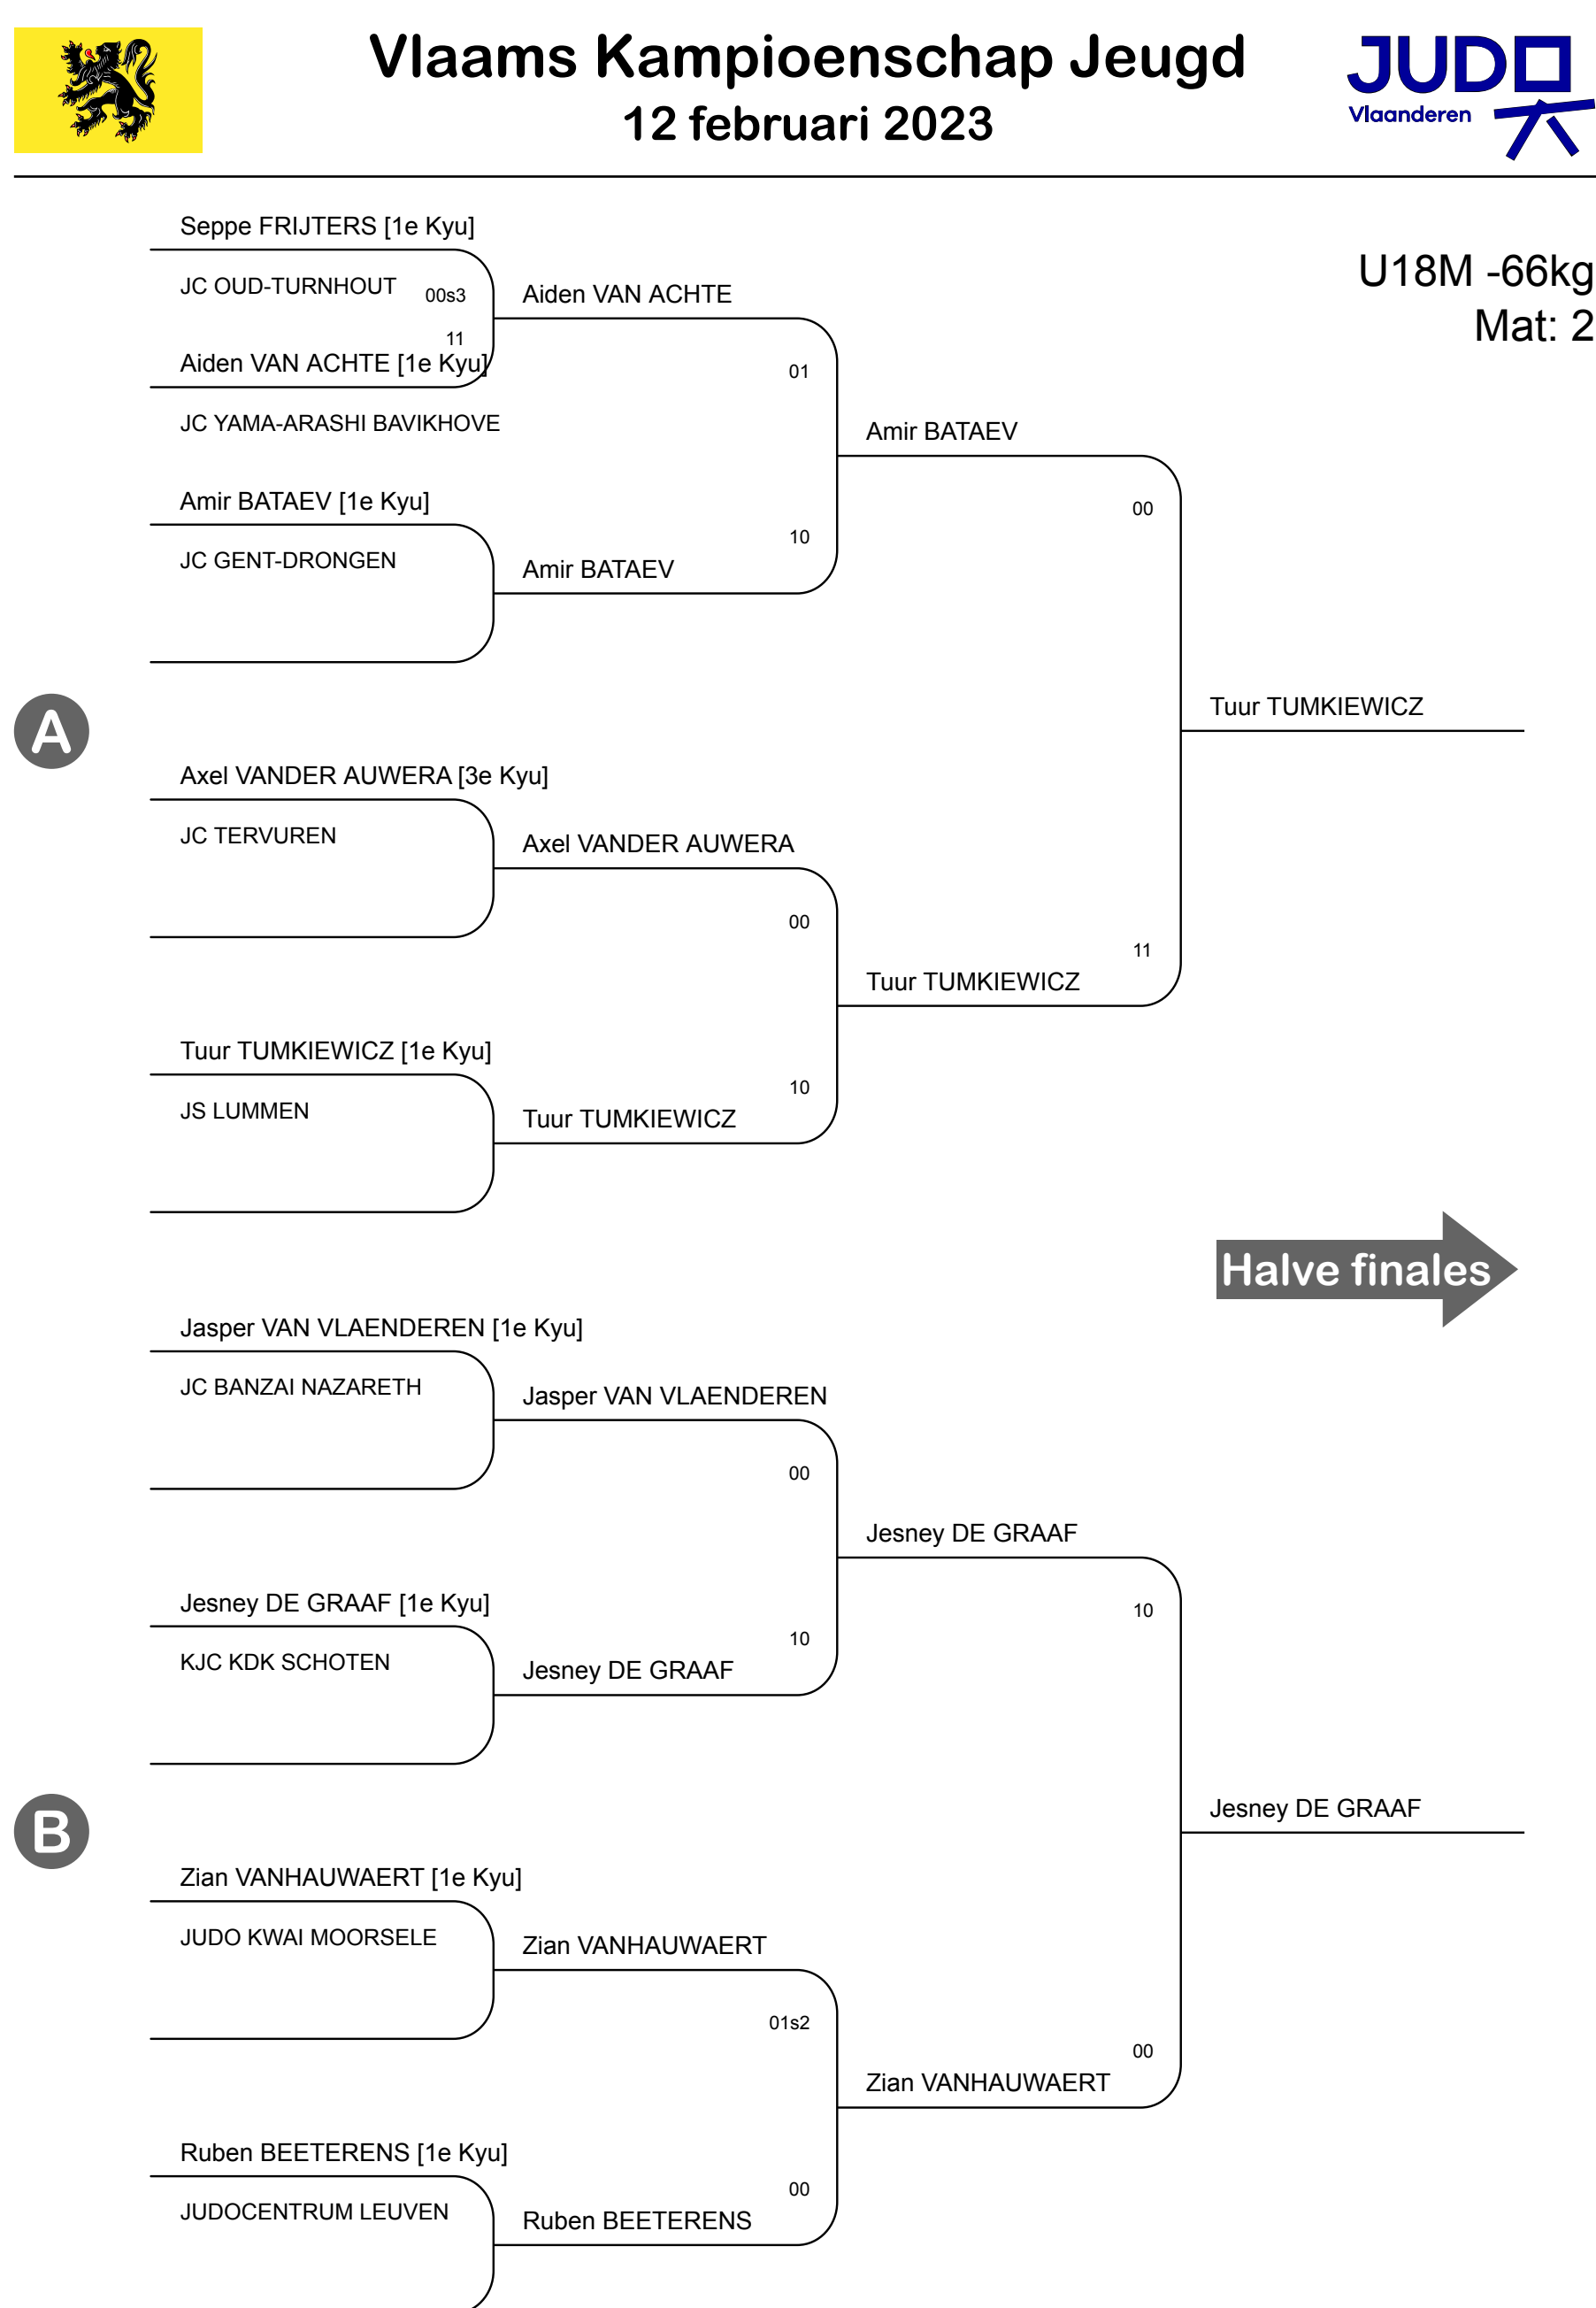 Vlaams Kampioenschap Jeugd
12 februari 2023
JUDO
Vlaanderen
U18M -66kg
Mat: 2
Seppe FRIJTERS [1e Kyu]
JC OUD-TURNHOUT
00s3
Aiden VAN ACHTE
11
Aiden VAN ACHTE [1e Kyu]
01
JC YAMA-ARASHI BAVIKHOVE
Amir BATAEV
Amir BATAEV [1e Kyu]
00
10
JC GENT-DRONGEN
Amir BATAEV
Tuur TUMKIEWICZ
A
Axel VANDER AUWERA [3e Kyu]
JC TERVUREN
Axel VANDER AUWERA
00
11
Tuur TUMKIEWICZ
Tuur TUMKIEWICZ [1e Kyu]
10
JS LUMMEN
Tuur TUMKIEWICZ
Halve finales
Jasper VAN VLAENDEREN [1e Kyu]
JC BANZAI NAZARETH
Jasper VAN VLAENDEREN
00
Jesney DE GRAAF
Jesney DE GRAAF [1e Kyu]
10
10
KJC KDK SCHOTEN
Jesney DE GRAAF
Jesney DE GRAAF
B
Zian VANHAUWAERT [1e Kyu]
JUDO KWAI MOORSELE
Zian VANHAUWAERT
01s2
00
Zian VANHAUWAERT
Ruben BEETERENS [1e Kyu]
00
JUDOCENTRUM LEUVEN
Ruben BEETERENS